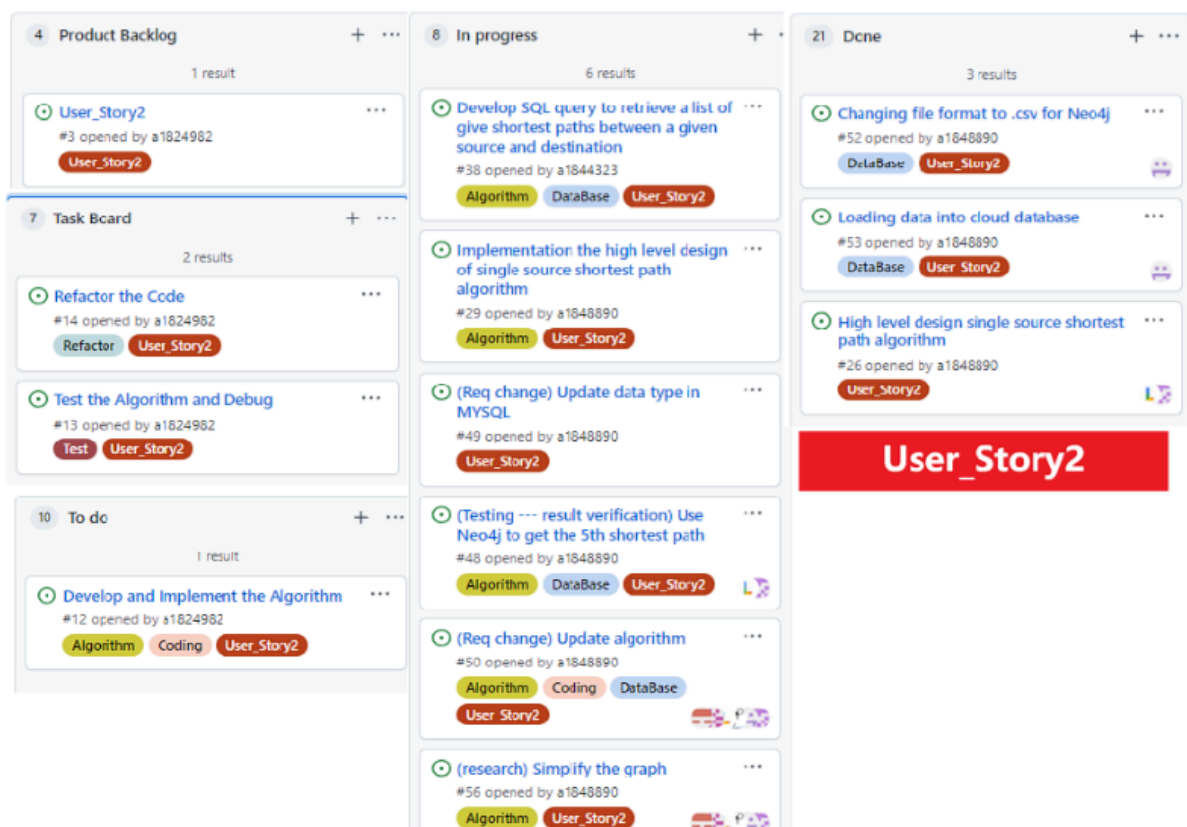 4 Product Backlog
1 result
User_Story2
#3 opened by a1824982
User_Story2
7 Task Bcard
2 results
Refactor the Code
#14 opened by a1824982
Refactor User_Story2
Test the Algorithm and Debug
#13 opened by a1824982
Test User_Story2
10 To do
1 result
Develop and Implement the Algorithm
#12 opened by a1824982
Algorithm Coding User_Story2
8 In progress
6 results
Develop SQL query to retrieve a list of
give shortest paths between a given
source and destination
#38 opened by a1844323
Algorithm DataBase User_Story2
Implementation the high level design
of single source shortest path
algorithm
#29 opened by a1848890
Algorithm User_Story2
(Req change) Update data type in
MYSQL
#49 opened by a1848890
User_Story2
(Testing --- result verification) Use
Neo4j to get the 5th shortest path
#48 opened by a1848890
Algorithm DataBase User_Story2
(Req change) Update algorithm
#50 opened by a1848890
Algorithm Coding DataBase
User_Story2
(research) Simplify the graph
#56 opened by a1848890
Algorithm User_Story2
21 Dcne
3 results
Changing file format to .csv for Neo4j
#52 opened by a1848890
DataBase User_Story2
Loading data into cloud database
#53 opened by a1848890
DataBase User_Story2
High level design single source shortest
path algorithm
#26 opened by a1848890
User_Story2
User_Story2